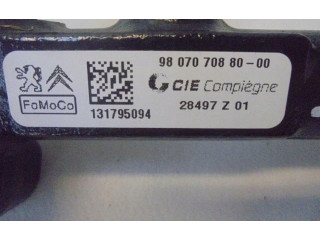 98 070 708 80-00
CIE Compiègne
FoMoCo
131795094
28497 Z 01